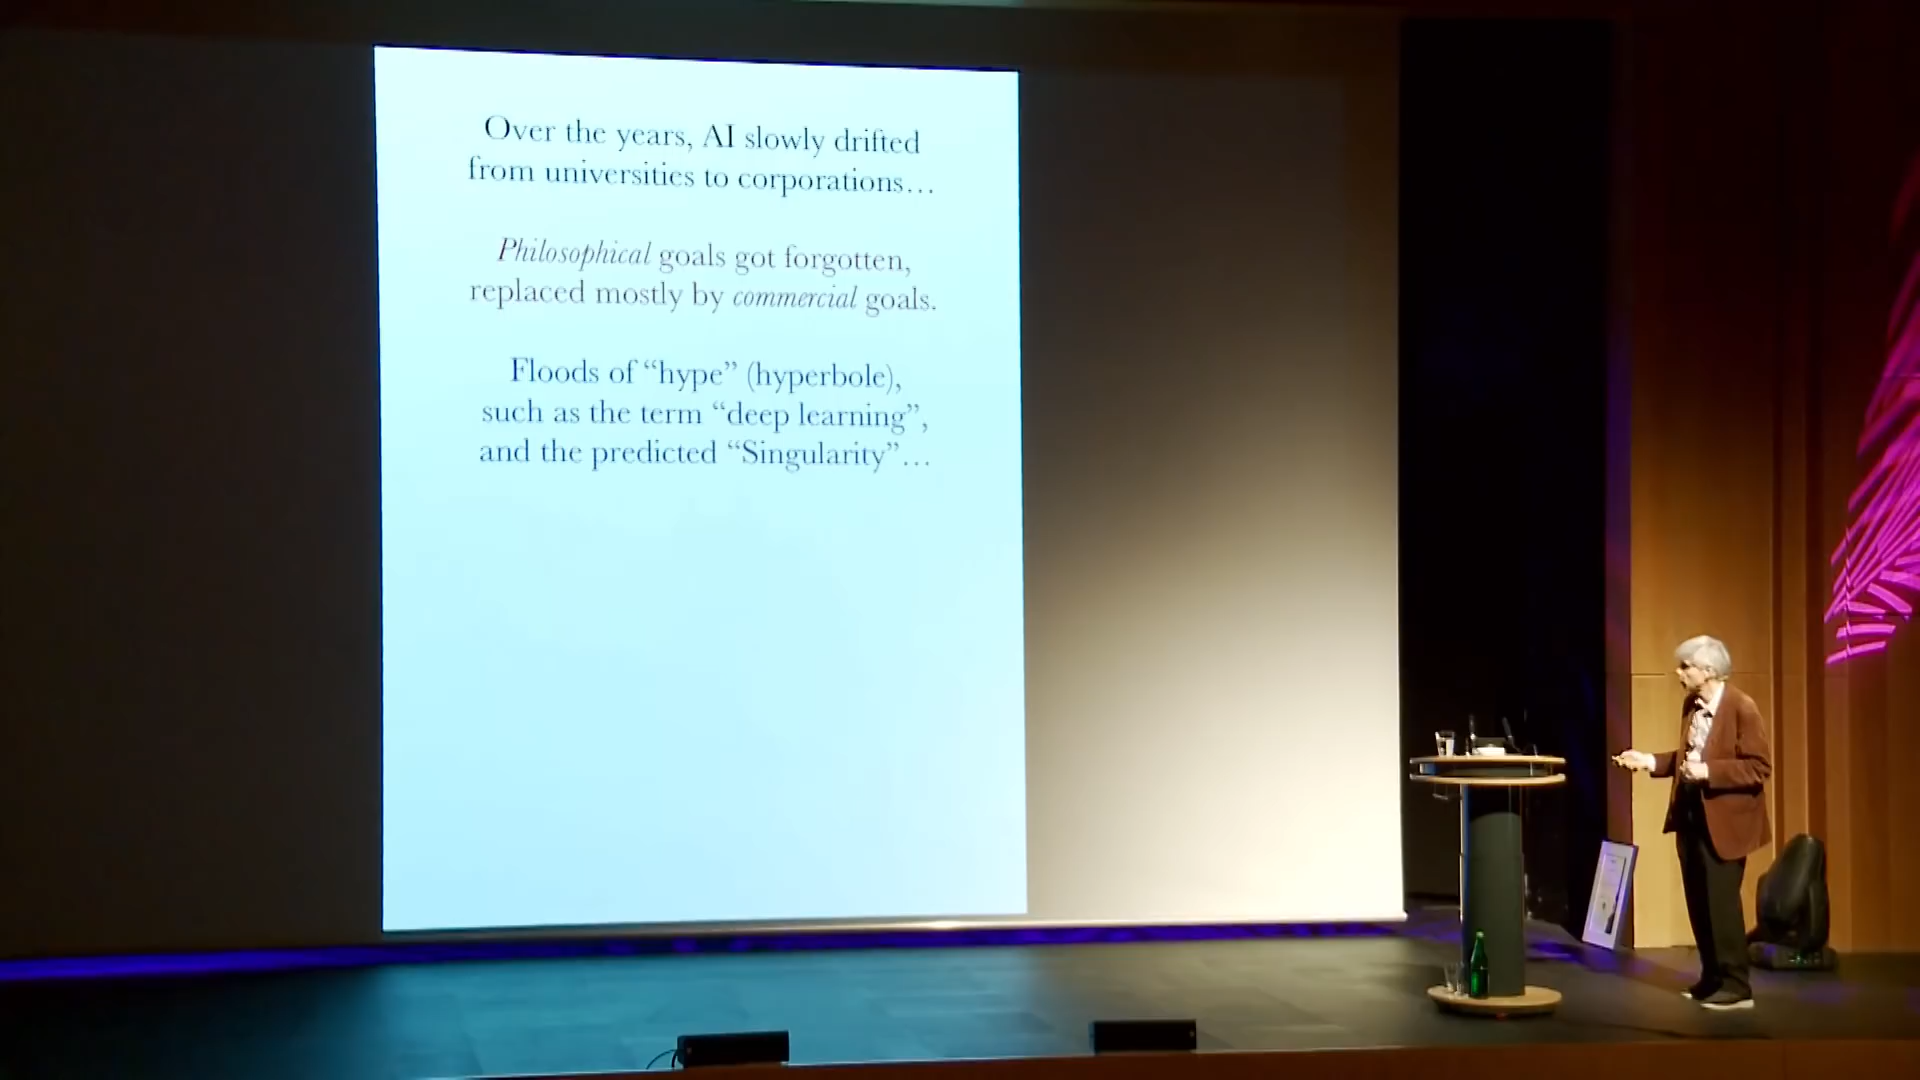 Over the years, AI slowly drifted
from universities to corporations…
Philosophical goals got forgotten,
replaced mostly by commercial goals.
Floods of “hype” (hyperbole),
such as the term “deep learning”,
and the predicted “Singularity”…